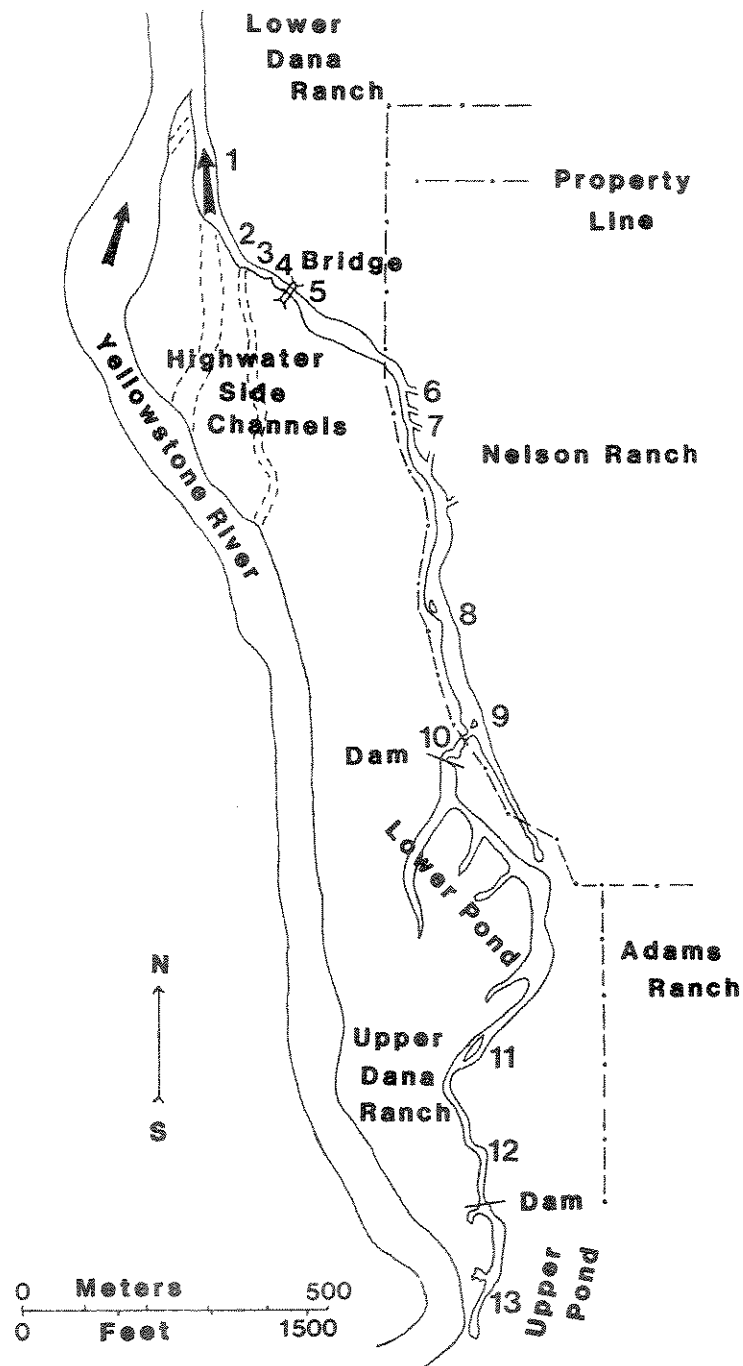 Lower
Dana
Ranch
1
Property
Line
2
3
4 Bridge
5
Highwater
Side
Channels
6
7
Yellowstone River
Nelson Ranch
8
9
10
Dam
Lower Pond
N
S
Adams
Ranch
Upper
Dana
Ranch
11
12
Dam
13
Upper
Pond
0 Meters 500
0 Feet 1500